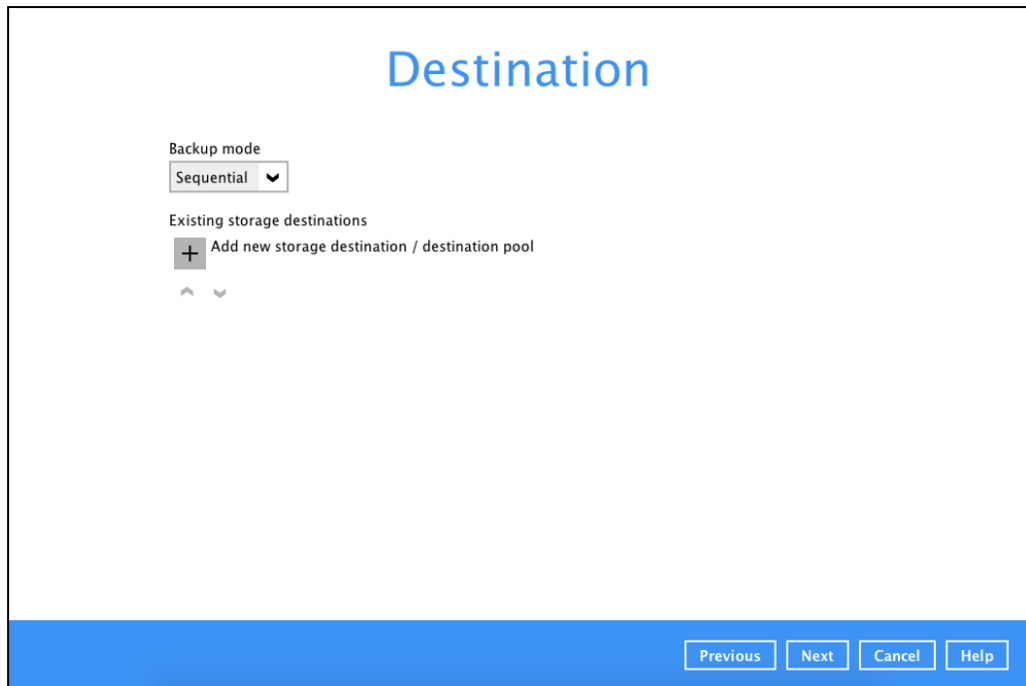 Destination
Backup mode
Sequential
Existing storage destinations
Add new storage destination / destination pool
Previous Next Cancel Help